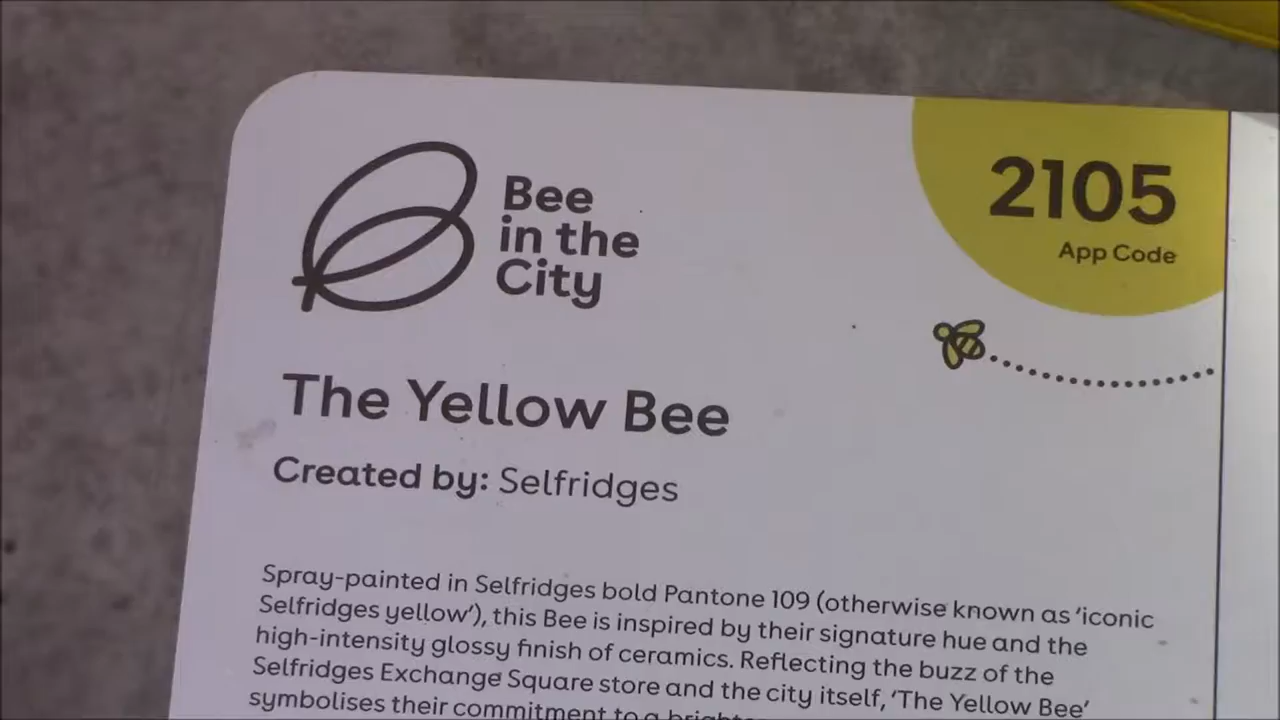 Bee
in the
City
2105
App Code
The Yellow Bee
Created by: Selfridges
Spray-painted in Selfridges bold Pantone 109 (otherwise known as 'iconic
Selfridges yellow'), this Bee is inspired by their signature hue and the
high-intensity glossy finish of ceramics. Reflecting the buzz of the
Selfridges Exchange Square store and the city itself, 'The Yellow Bee'
symbolises their commitment to a